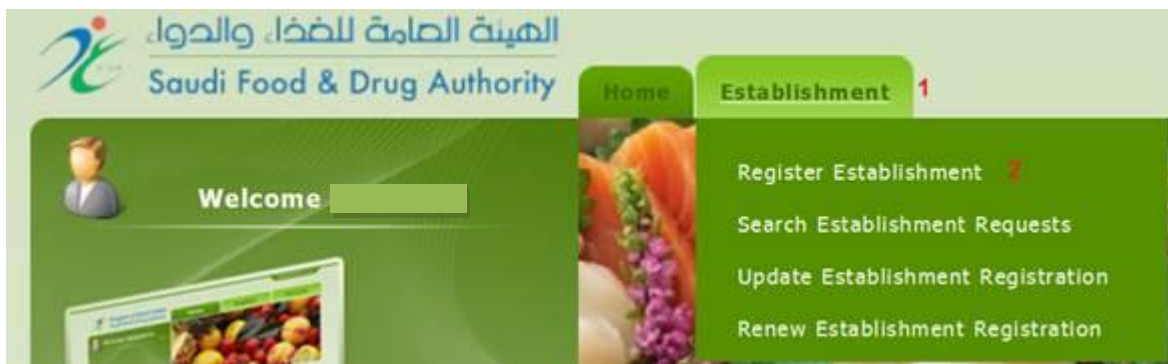 الهيئة العامة للغذاء والدواء
Saudi Food & Drug Authority
Home
Establishment 1
Welcome
Register Establishment 2
Search Establishment Requests
Update Establishment Registration
Renew Establishment Registration